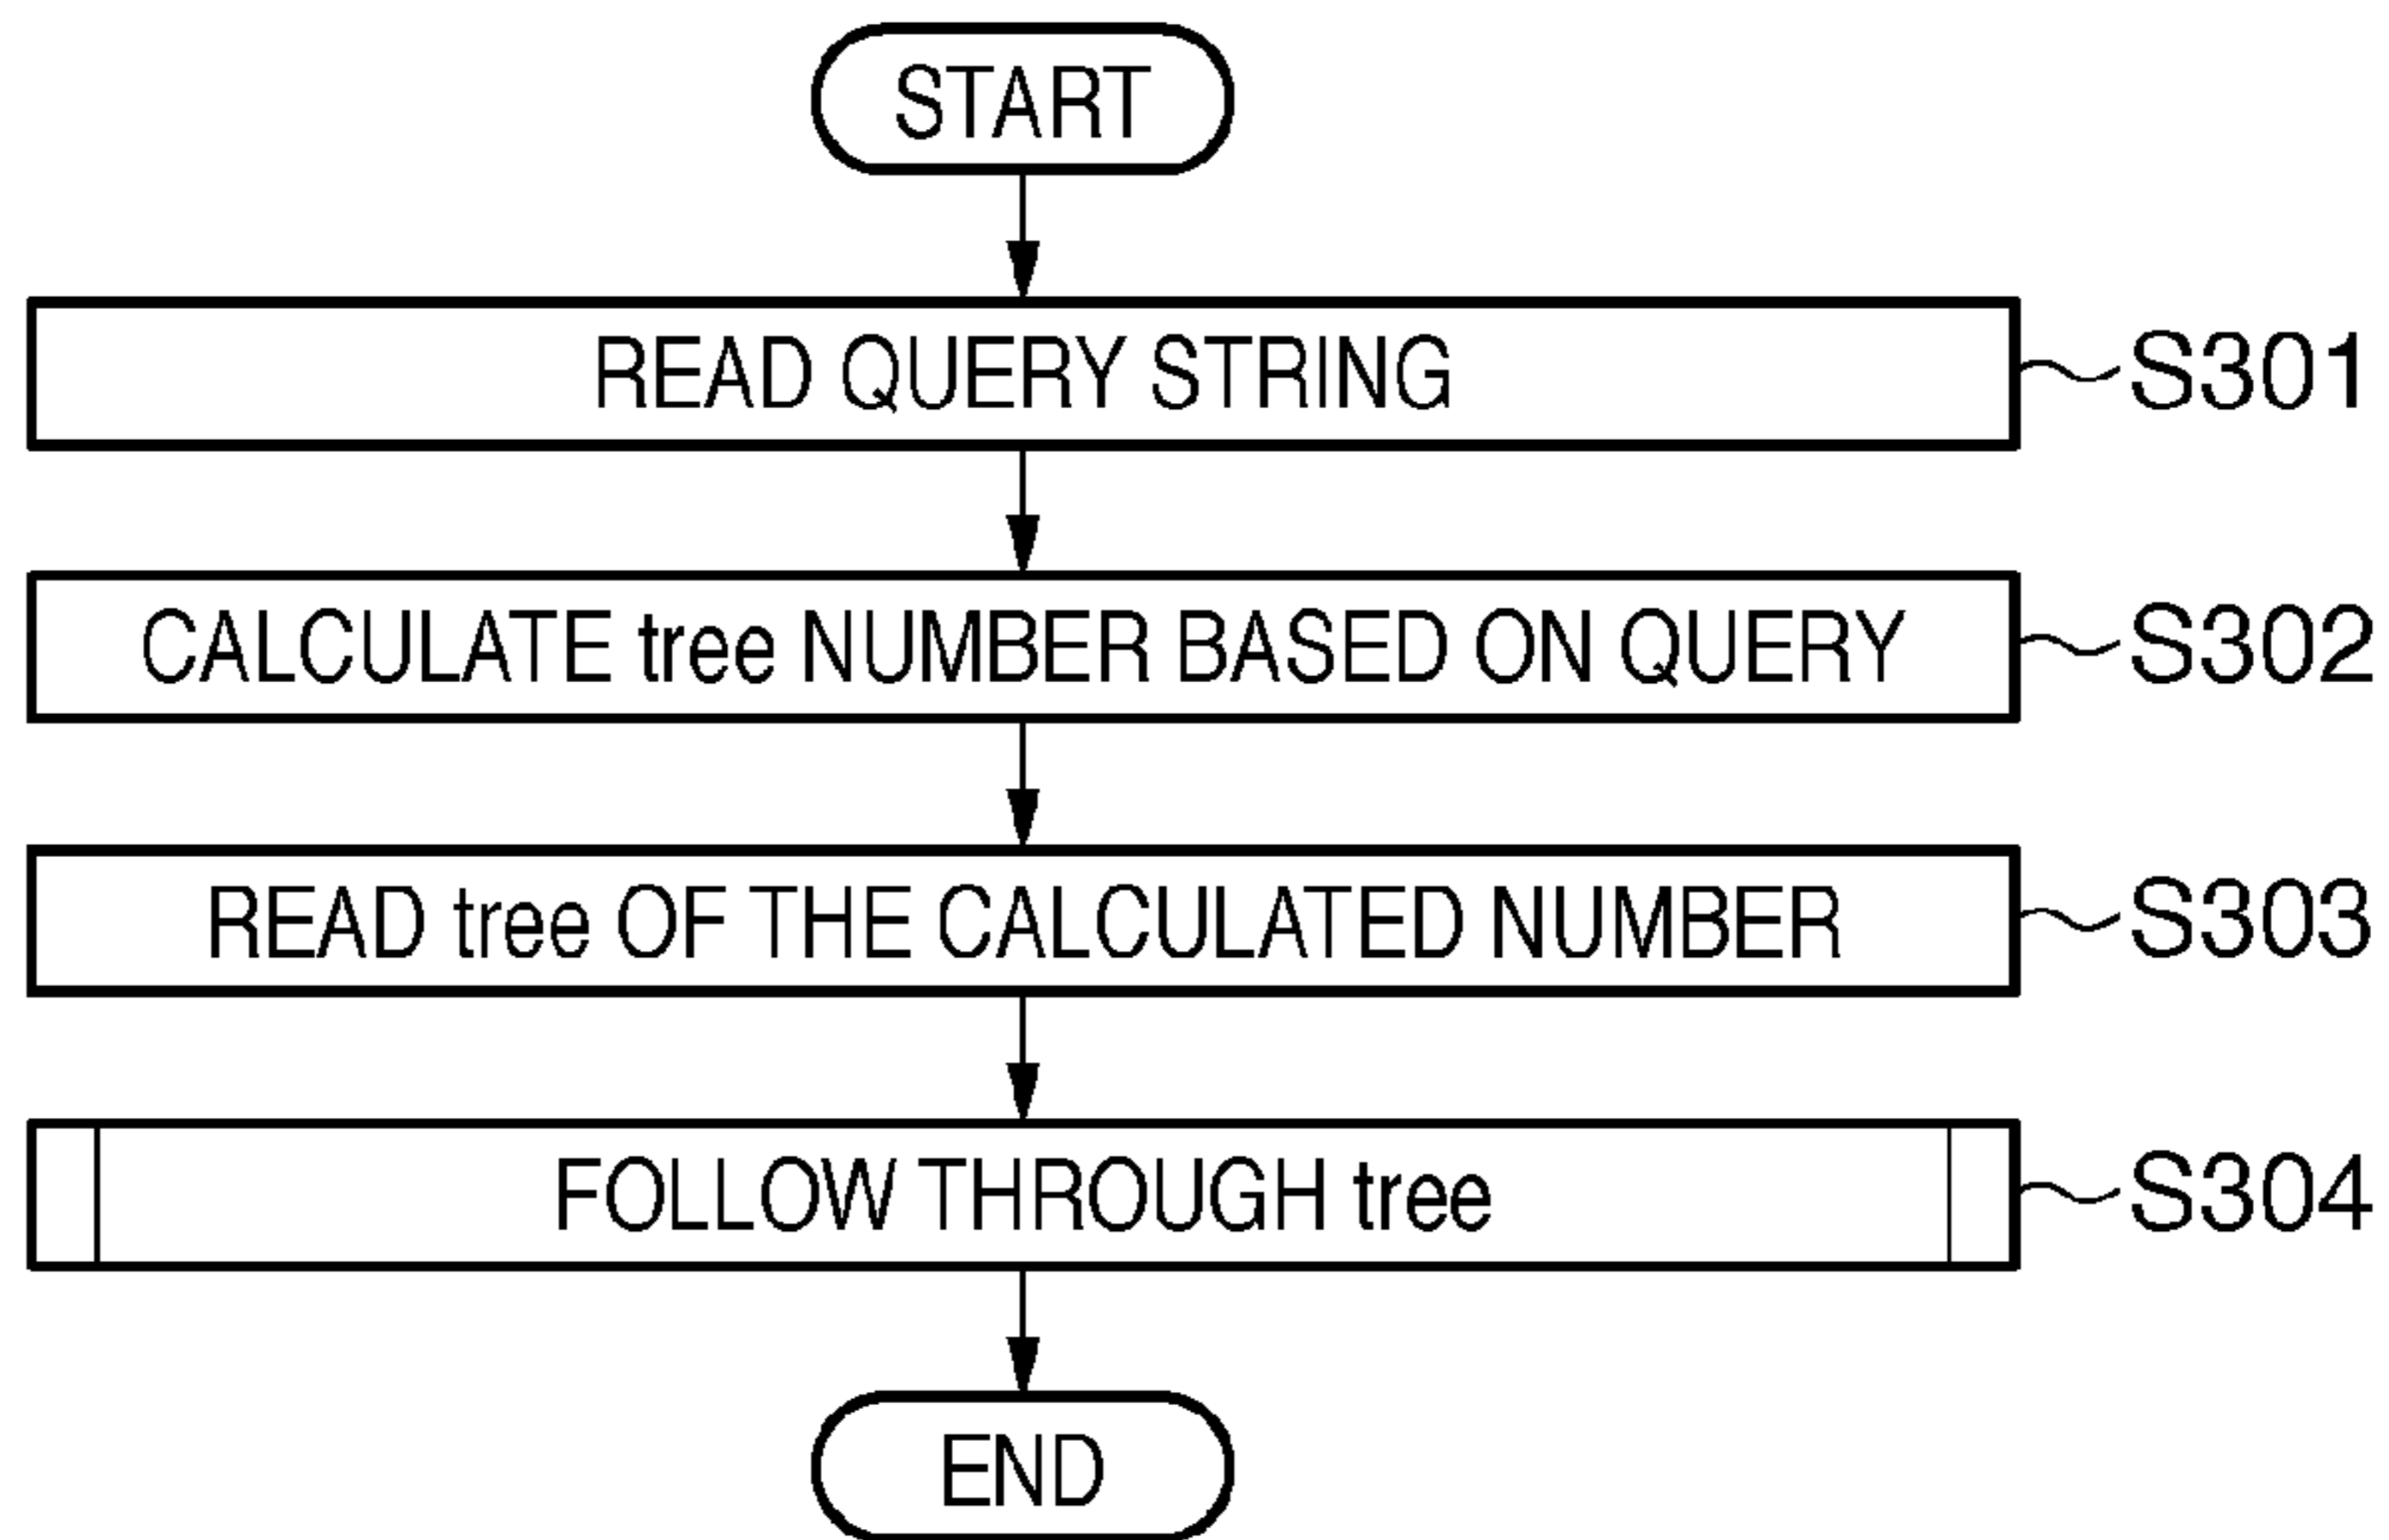 START
READ QUERY STRING S301
CALCULATE tree NUMBER BASED ON QUERY S302
READ tree OF THE CALCULATED NUMBER S303
FOLLOW THROUGH tree S304
END